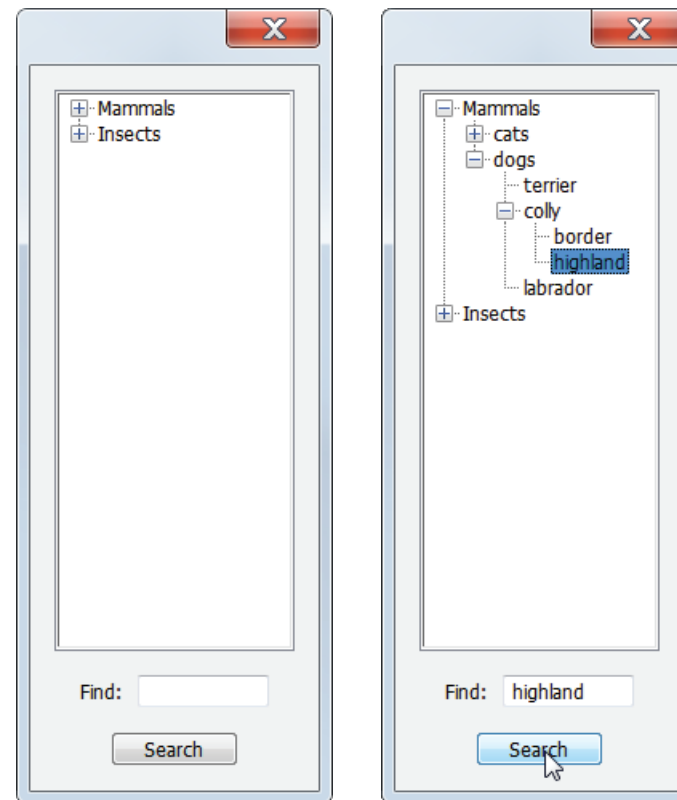 Mammals
Insects
Find:
Search
Mammals
cats
dogs
terrier
colly
border
highland
labrador
Insects
Find: highland
Search